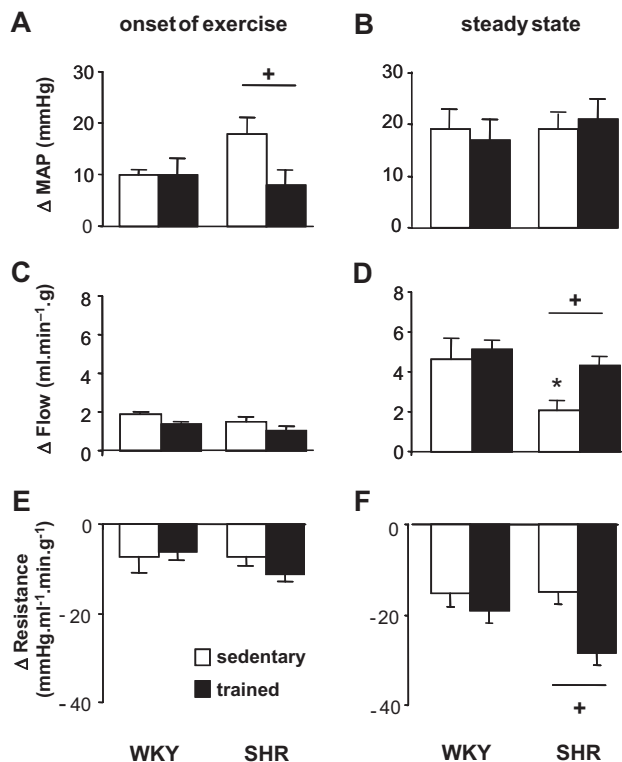 A
onset of exercise
B
steady state
Δ MAP (mmHg)
30
20
10
0
+
30
20
10
0
C
Δ Flow (ml.min⁻¹.g)
8
6
4
2
0
D
8
6
4
2
0
*
+
E
Δ Resistance
(mmHg.ml⁻¹.min.g⁻¹)
0
-20
-40
sedentary
trained
WKY
SHR
F
0
-20
-40
+
WKY
SHR